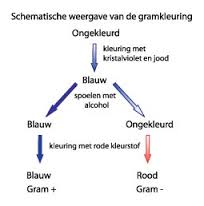 Schematische weergave van de gramkleuring
Ongekleurd
kleuring met
kristalviolet en jood
Blauw
spoelen met
alcohol
Blauw
Ongekleurd
kleuring met rode kleurstof
Blauw
Rood
Gram +
Gram -